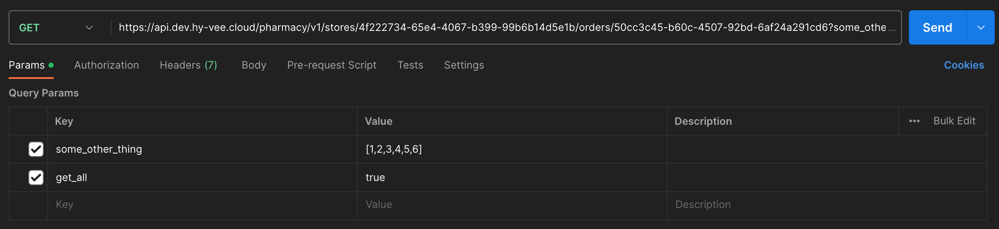 GET https://api.dev.hy-vee.cloud/pharmacy/v1/stores/4f222734-65e4-4067-b399-99b6b14d5e1b/orders/50cc3c45-b60c-4507-92bd-6af24a291cd6?some_othe... Send
Params Authorization Headers (7) Body Pre-request Script Tests Settings Cookies
Query Params
Key Value Description Bulk Edit
some_other_thing [1,2,3,4,5,6]
get_all true
Key Value Description